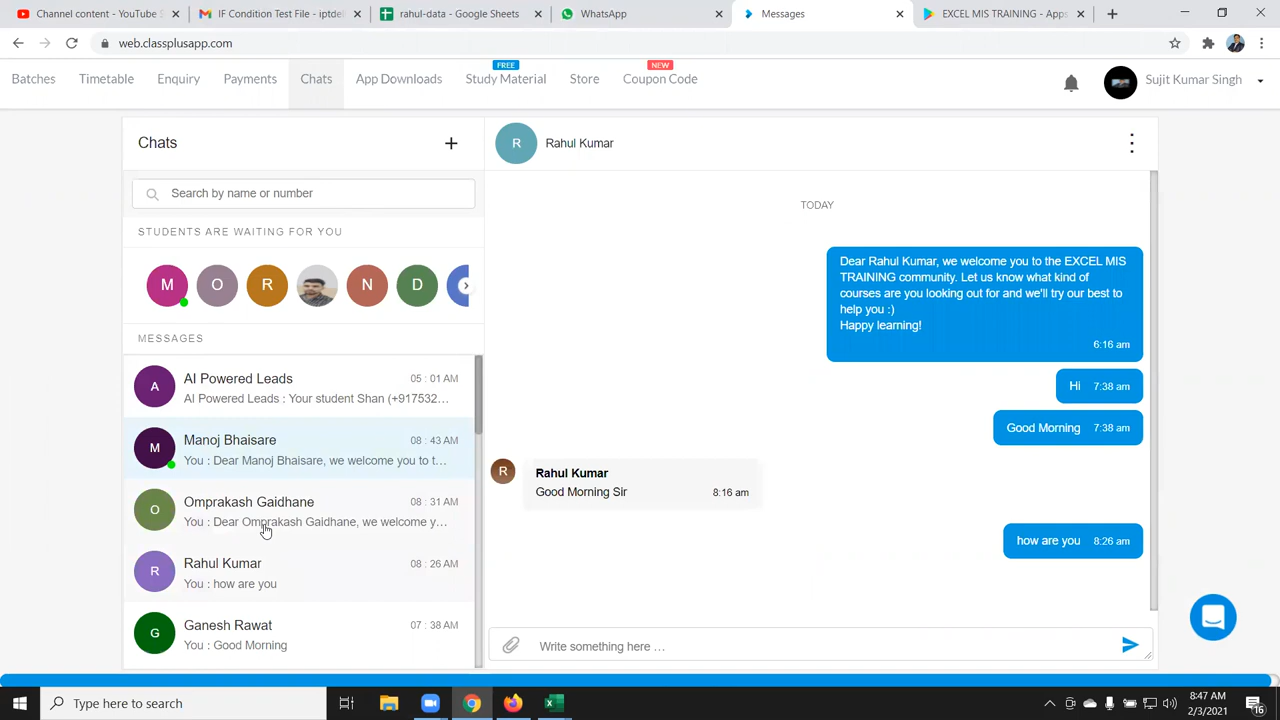 Channel content - YouTube S
IF Condition Test File - iptdel
rahul-data - Google Sheets
WhatsApp
Messages
EXCEL MIS TRAINING - Apps
web.classplusapp.com
FREE
NEW
Batches
Timetable
Enquiry
Payments
Chats
App Downloads
Study Material
Store
Coupon Code
Sujit Kumar Singh
Chats
Search by name or number
STUDENTS ARE WAITING FOR YOU
M
O
R
N
D
MESSAGES
A
AI Powered Leads
05 : 01 AM
AI Powered Leads : Your student Shan (+917532...
M
Manoj Bhaisare
08 : 43 AM
You : Dear Manoj Bhaisare, we welcome you to t...
O
Omprakash Gaidhane
08 : 31 AM
You : Dear Omprakash Gaidhane, we welcome y...
R
Rahul Kumar
08 : 26 AM
You : how are you
G
Ganesh Rawat
07 : 38 AM
You : Good Morning
R
Rahul Kumar
TODAY
Dear Rahul Kumar, we welcome you to the EXCEL MIS
TRAINING community. Let us know what kind of
courses are you looking out for and we'll try our best to
help you :)
Happy learning!
6:16 am
Hi 7:38 am
Good Morning 7:38 am
R
Rahul Kumar
Good Morning Sir 8:16 am
how are you 8:26 am
Write something here …
Type here to search
8:47 AM
2/3/2021
16